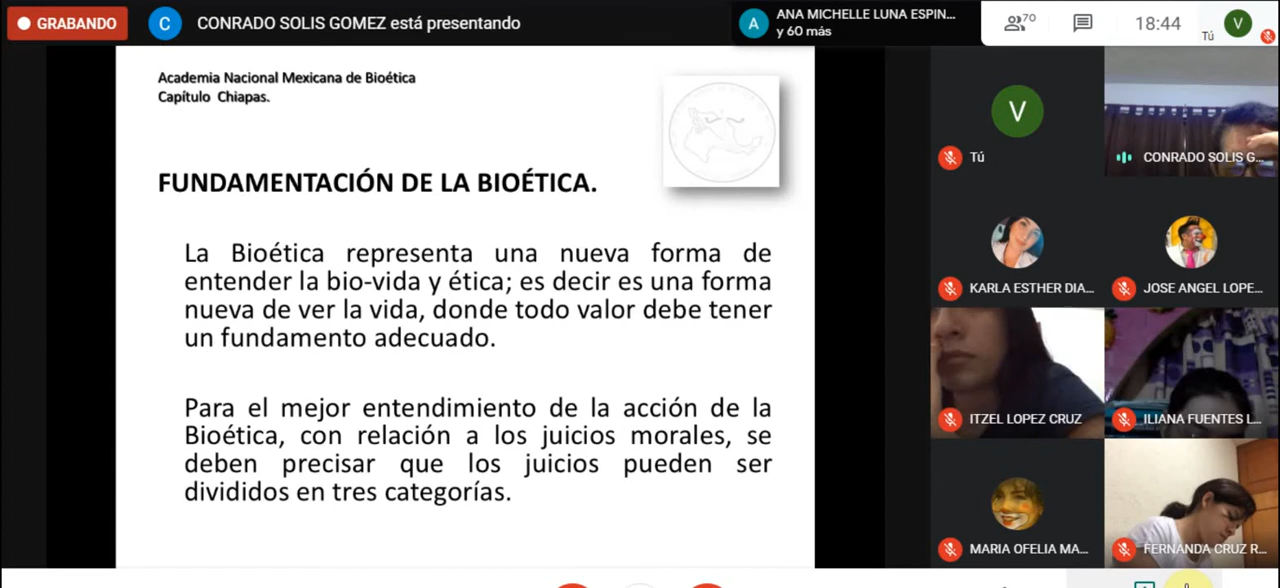 GRABANDO
C
CONRADO SOLIS GOMEZ está presentando
A
ANA MICHELLE LUNA ESPIN...
y 60 más
70
18:44
Tú
V
Academia Nacional Mexicana de Bioética
Capítulo Chiapas.
FUNDAMENTACIÓN DE LA BIOÉTICA.
La Bioética representa una nueva forma de
entender la bio-vida y ética; es decir es una forma
nueva de ver la vida, donde todo valor debe tener
un fundamento adecuado.
Para el mejor entendimiento de la acción de la
Bioética, con relación a los juicios morales, se
deben precisar que los juicios pueden ser
divididos en tres categorías.
V
Tú
CONRADO SOLIS G...
KARLA ESTHER DIA...
JOSE ANGEL LOPE...
ITZEL LOPEZ CRUZ
ILIANA FUENTES L...
MARIA OFELIA MA...
FERNANDA CRUZ R...